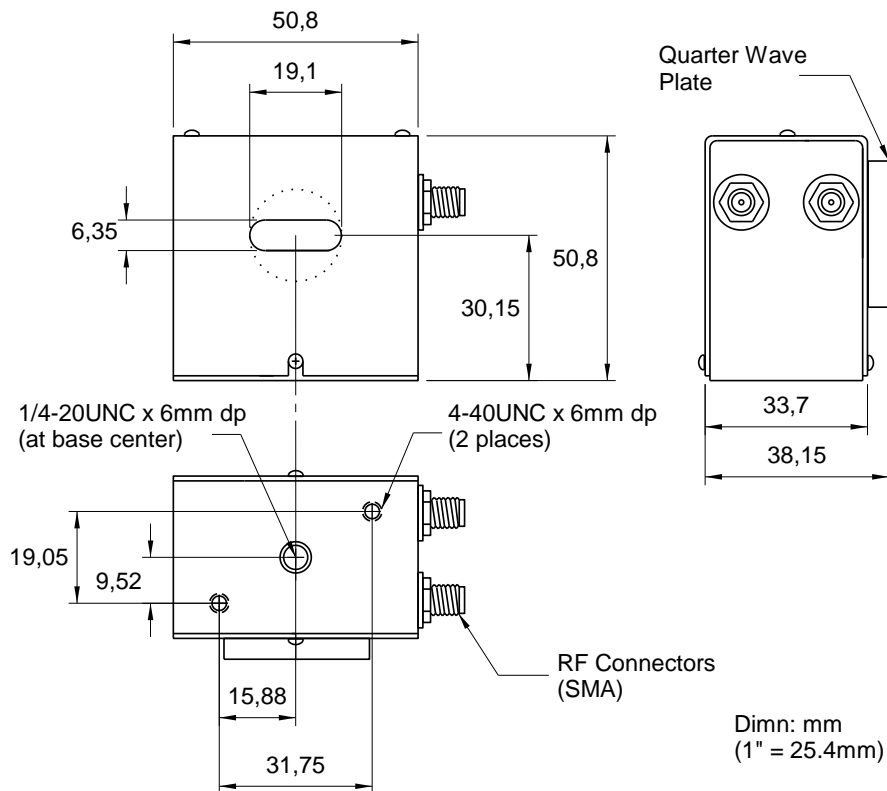 50,8
19,1
Quarter Wave
Plate
6,35
50,8
30,15
1/4-20UNC x 6mm dp
(at base center)
4-40UNC x 6mm dp
(2 places)
33,7
38,15
19,05
9,52
RF Connectors
(SMA)
15,88
31,75
Dimn: mm
(1" = 25.4mm)